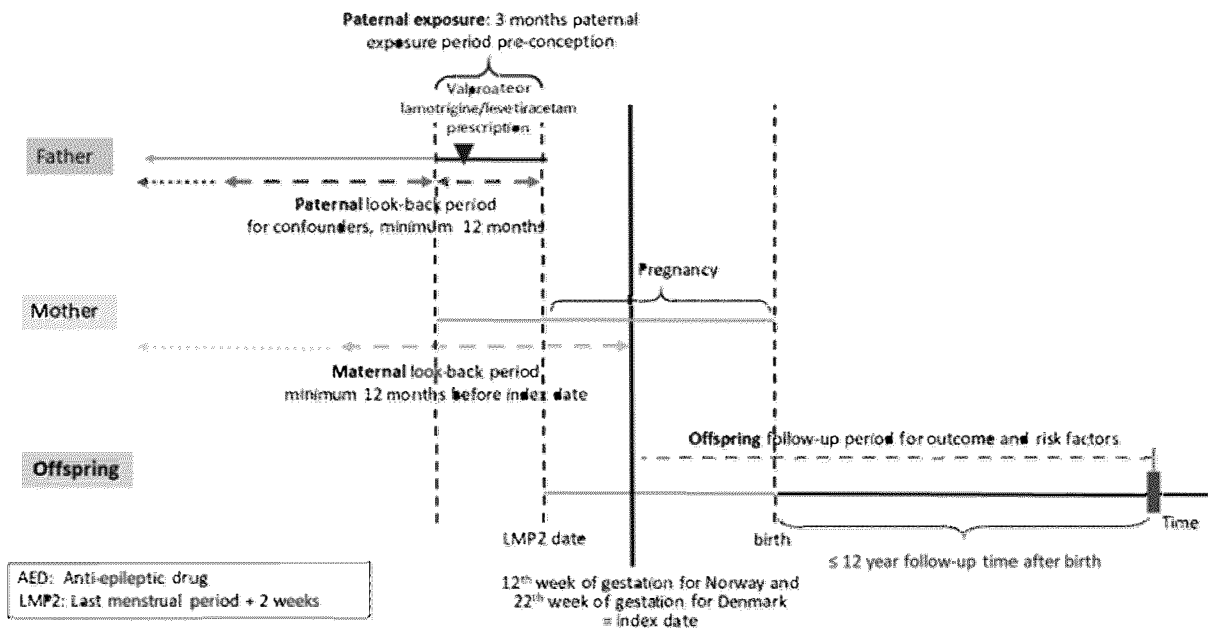 Paternal exposure: 3 months paternal
exposure period pre-conception
Valproateor
lamotrigine/levetiracetam
prescription
Father
Paternal look-back period
for confounders, minimum 12 months
Pregnancy
Mother
Maternal look-back period
minimum 12 months before index date
Offspring follow-up period for outcome and risk factors
Offspring
Time
LMP2 date
birth
≤ 12 year follow-up time after birth
AED: Anti-epileptic drug
LMP2: Last menstrual period + 2 weeks
12th week of gestation for Norway and
22th week of gestation for Denmark
= index date